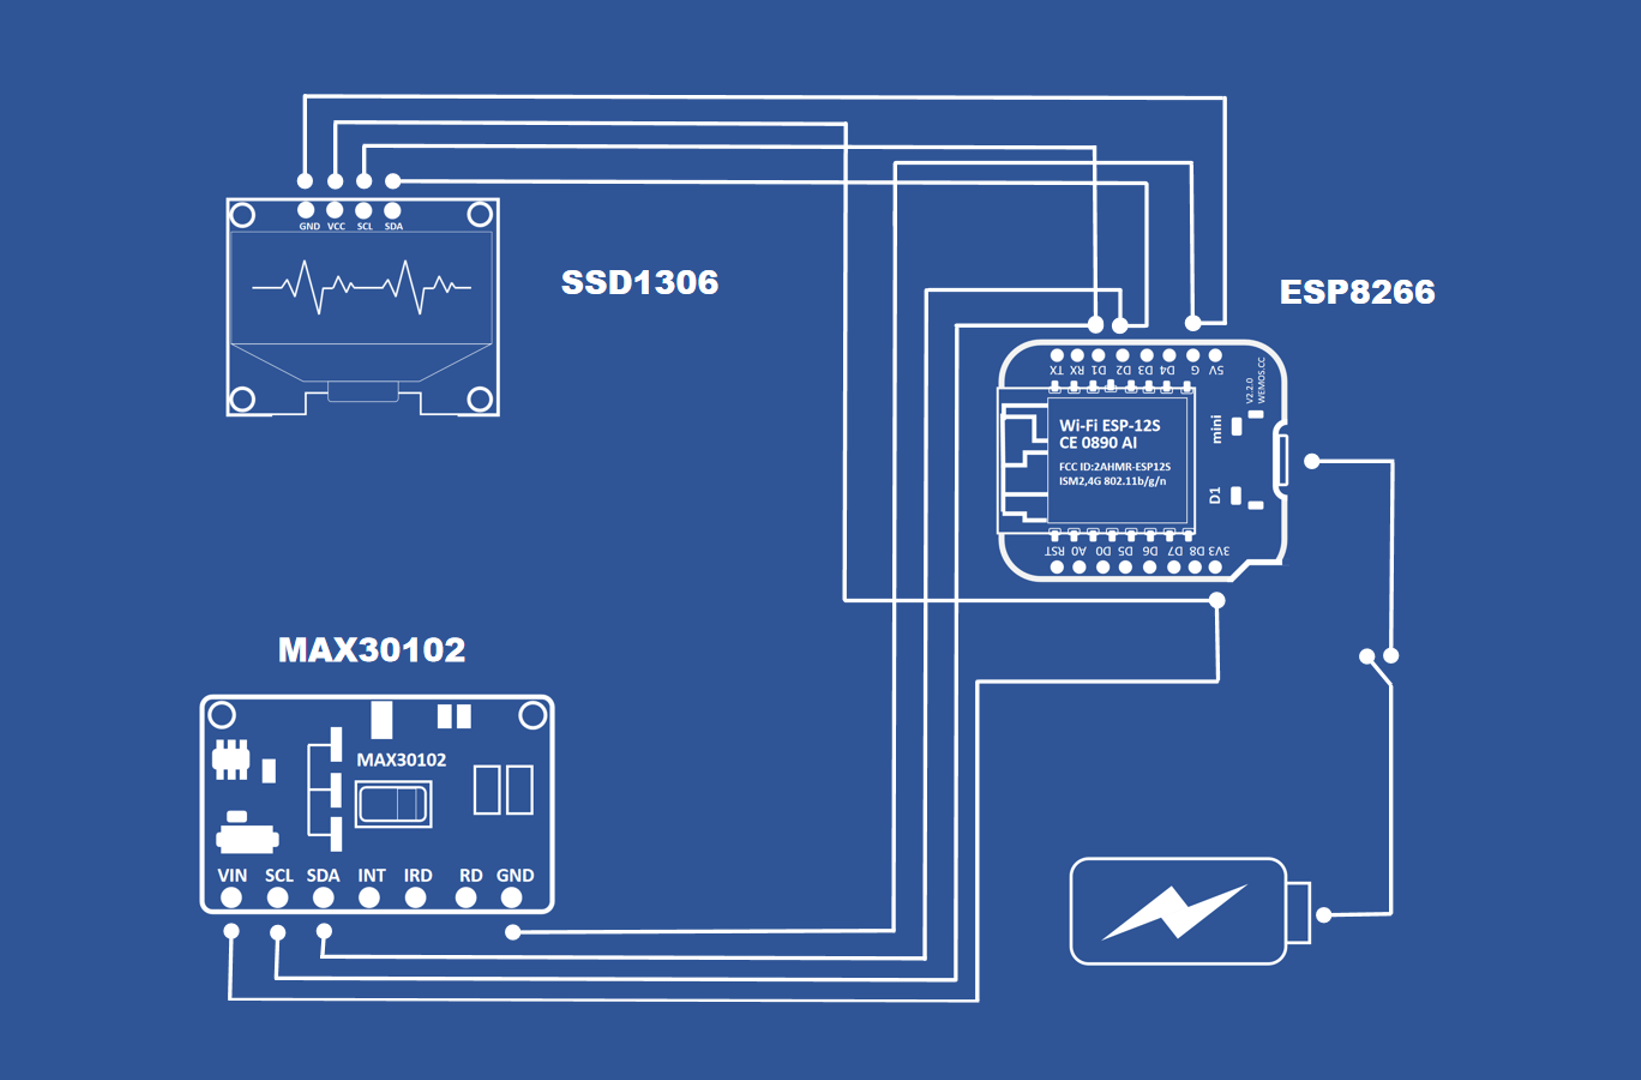 GND VCC SCL SDA
SSD1306
ESP8266
TX RX D1 D2 D3 D4 G 5V
V2.2.0
WEMOS.CC
Wi-Fi ESP-12S
CE 0890 AI
FCC ID:2AHMR-ESP12S
ISM2,4G 802.11b/g/n
mini
D1
RST A0 D0 D5 D6 D7 D8 3V3
MAX30102
MAX30102
VIN SCL SDA INT IRD RD GND